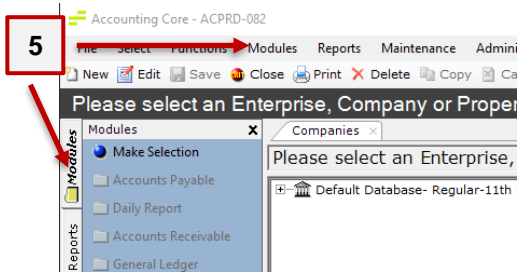 Accounting Core - ACPRD-082
5
File Select Functions Modules Reports Maintenance Admini
New Edit Save Close Print Delete Copy Ca
Please select an Enterprise, Company or Proper
Modules X Companies ×
Modules
Make Selection
Please select an Enterprise,
Accounts Payable
Default Database- Regular-11th
Daily Report
Reports
Accounts Receivable
General Ledger